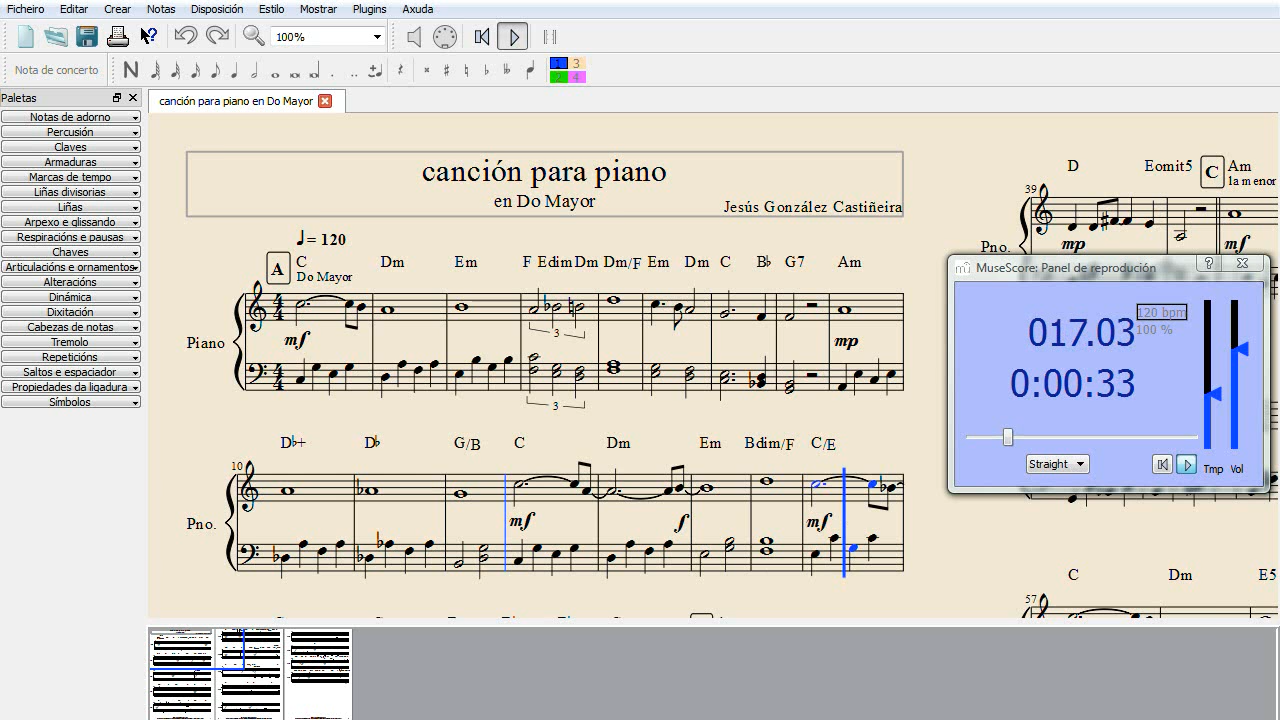 Ficheiro Editar Crear Notas Disposición Estilo Mostrar Plugins Axuda
100%
Nota de concerto N 1 3
2 4
Paletas
canción para piano en Do Mayor
Notas de adorno
Percusión
Claves
Armaduras
Marcas de tempo
Liñas divisorias
Liñas
Arpexo e glissando
Respiracións e pausas
Chaves
Articulacións e ornamentos
Alteracións
Dinámica
Dixitación
Cabezas de notas
Tremolo
Repeticións
Saltos e espaciador
Propiedades da ligadura
Símbolos
canción para piano
en Do Mayor
Jesús González Castiñeira
= 120
A C Dm Em F Edim Dm Dm/F Em Dm C B♭ G7 Am
Do Mayor
Piano
mf 3 mp
3
D♭+ D♭ G/B C Dm Em Bdim/F C/E
10
Pno.
mf f mf
D Eomit5 C Am
la menor
39
Pno.
mp mf
MuseScore: Panel de reprodución ?
120 bpm
017.03
100 %
0:00:33
Straight
Tmp Vol
C Dm E5
57